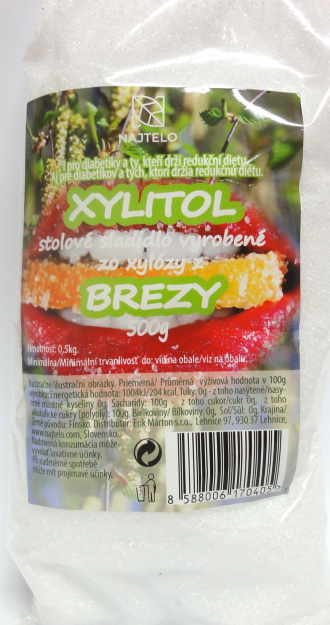 NAJTELO
I pro diabetiky a ty, kteří drží redukční dietu.
Aj pre diabetikov a tých, ktorí držia redukčnú diétu.
XYLITOL
stolové sladidlo vyrobené
zo xylózy z
BREZY
500g
Hmotnost: 0,5kg.
Minimálna/Minimální trvanlivosť do: vidina obale/viz na obalu.
Ilustračné/ilustrační obrázky. Priemerná/ Průměrná výživová hodnota v 100g
výrobku: Energetická hodnota: 1004kJ/204 kcal, Tuky: 0g - z toho nasýtené/nasy-
cené mastné kyseliny 0g, Sacharidy: 100g - z toho cukor/cukr 0g, z toho
alkoholické cukry (polyoly): 100g, Bielkoviny/ Bílkoviny: 0g, Soľ/Sůl: 0g, Krajina/
Země pôvodu: Fínsko. Distribútor: Erik Márton s.r.o., Lehnice 97, 930 37 Lehnice,
www.najtelo.com, Slovensko.
Nadmerná konzumácia môže
vyvolať laxatívne účinky.
Při nadměrné spotřebě
může mít projímavé účinky.
8 588006 170405